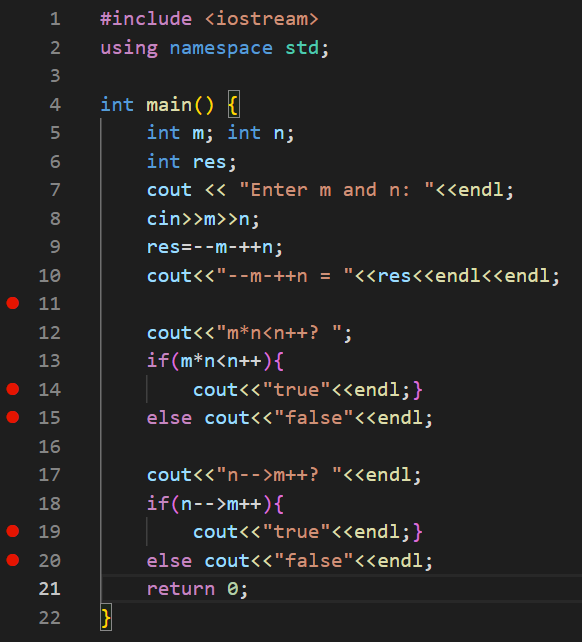 1 #include <iostream>
2 using namespace std;
3
4 int main() {
5     int m; int n;
6     int res;
7     cout << "Enter m and n: "<<endl;
8     cin>>m>>n;
9     res=--m-++n;
10     cout<<"--m-++n = "<<res<<endl<<endl;
11
12     cout<<"m*n<n++? ";
13     if(m*n<n++){
14         cout<<"true"<<endl;}
15     else cout<<"false"<<endl;
16
17     cout<<"n-->m++? "<<endl;
18     if(n-->m++){
19         cout<<"true"<<endl;}
20     else cout<<"false"<<endl;
21     return 0;
22 }